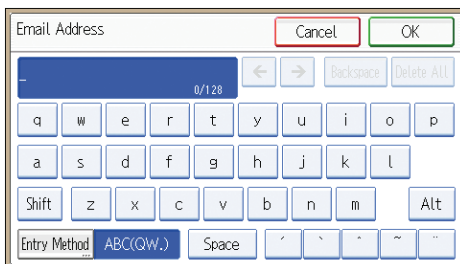 Email Address Cancel OK
_ ← → Backspace Delete All
0/128
q w e r t y u i o p
a s d f g h j k l
Shift z x c v b n m Alt
Entry Method ABC(QW.) Space ´ ` ^ ~ ¨